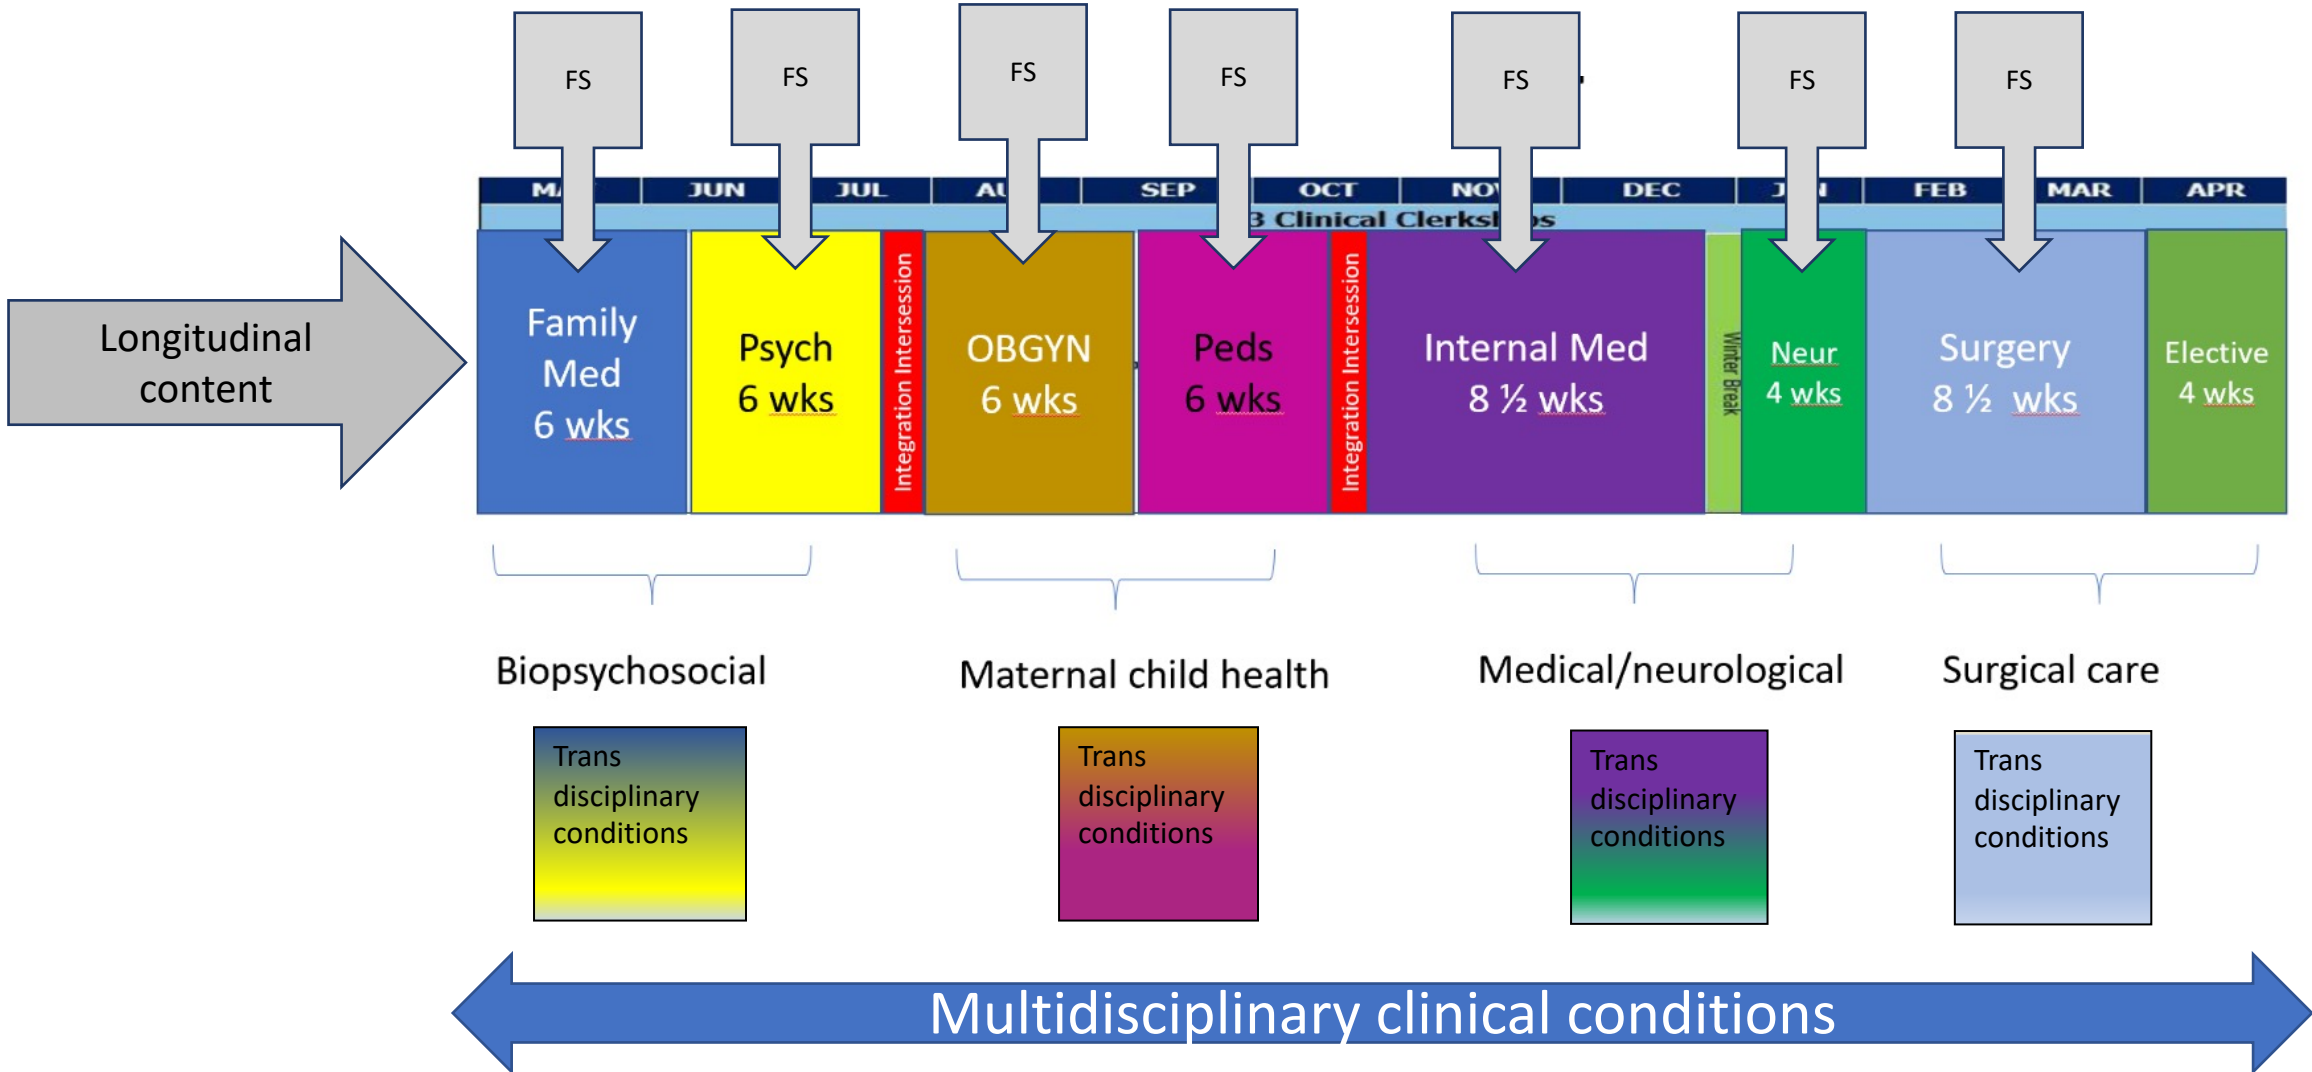 FS
FS
FS
FS
FS
FS
FS
JUN
JUL
SEP
OCT
DEC
FEB
MAR
APR
3 Clinical
Longitudinal
content
Family
Med
6 wks
Psych
6 wks
Integration Intersession
OBGYN
6 wks
Peds
6 wks
Integration Intersession
Internal Med
8 ½ wks
Winter Break
Neur
4 wks
Surgery
8 ½ wks
Elective
4 wks
Biopsychosocial
Maternal child health
Medical/neurological
Surgical care
Trans
disciplinary
conditions
Trans
disciplinary
conditions
Trans
disciplinary
conditions
Trans
disciplinary
conditions
Multidisciplinary clinical conditions